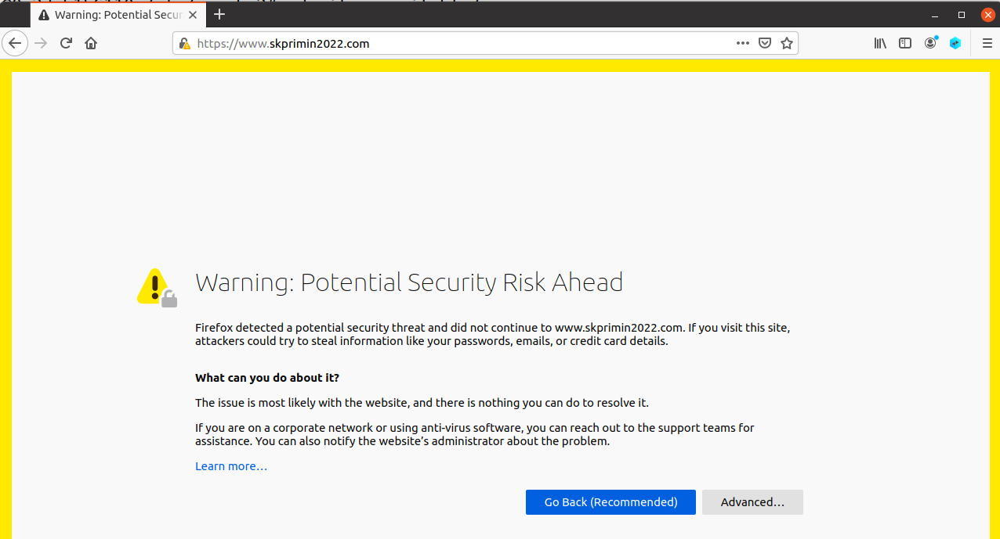 Warning: Potential Secur
https://www.skprimin2022.com
Warning: Potential Security Risk Ahead
Firefox detected a potential security threat and did not continue to www.skprimin2022.com. If you visit this site,
attackers could try to steal information like your passwords, emails, or credit card details.
What can you do about it?
The issue is most likely with the website, and there is nothing you can do to resolve it.
If you are on a corporate network or using anti-virus software, you can reach out to the support teams for
assistance. You can also notify the website’s administrator about the problem.
Learn more…
Go Back (Recommended)
Advanced…